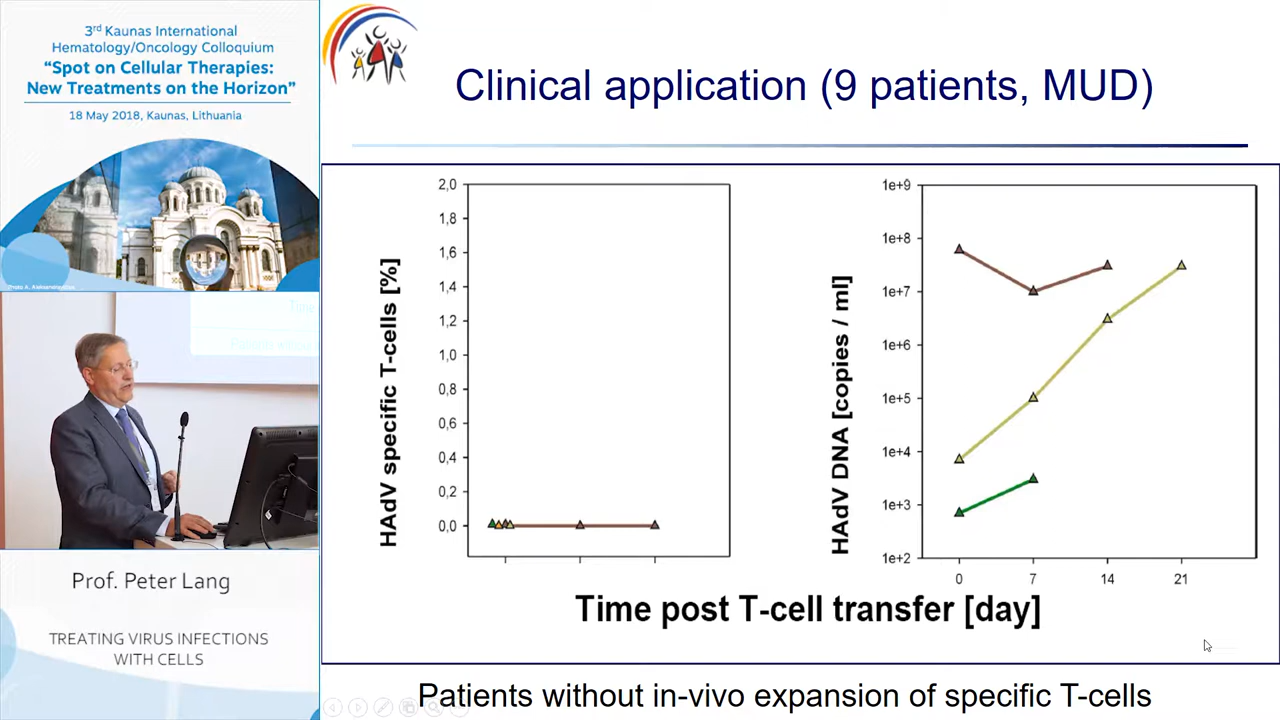 3rd Kaunas International
Hematology/Oncology Colloquium
“Spot on Cellular Therapies:
New Treatments on the Horizon”
18 May 2018, Kaunas, Lithuania
Prof. Peter Lang
TREATING VIRUS INFECTIONS
WITH CELLS
Clinical application (9 patients, MUD)
HAdV specific T-cells [%]
2,0
1,8
1,6
1,4
1,2
1,0
0,8
0,6
0,4
0,2
0,0
HAdV DNA [copies / ml]
1e+9
1e+8
1e+7
1e+6
1e+5
1e+4
1e+3
1e+2
0 7 14 21
Time post T-cell transfer [day]
Patients without in-vivo expansion of specific T-cells